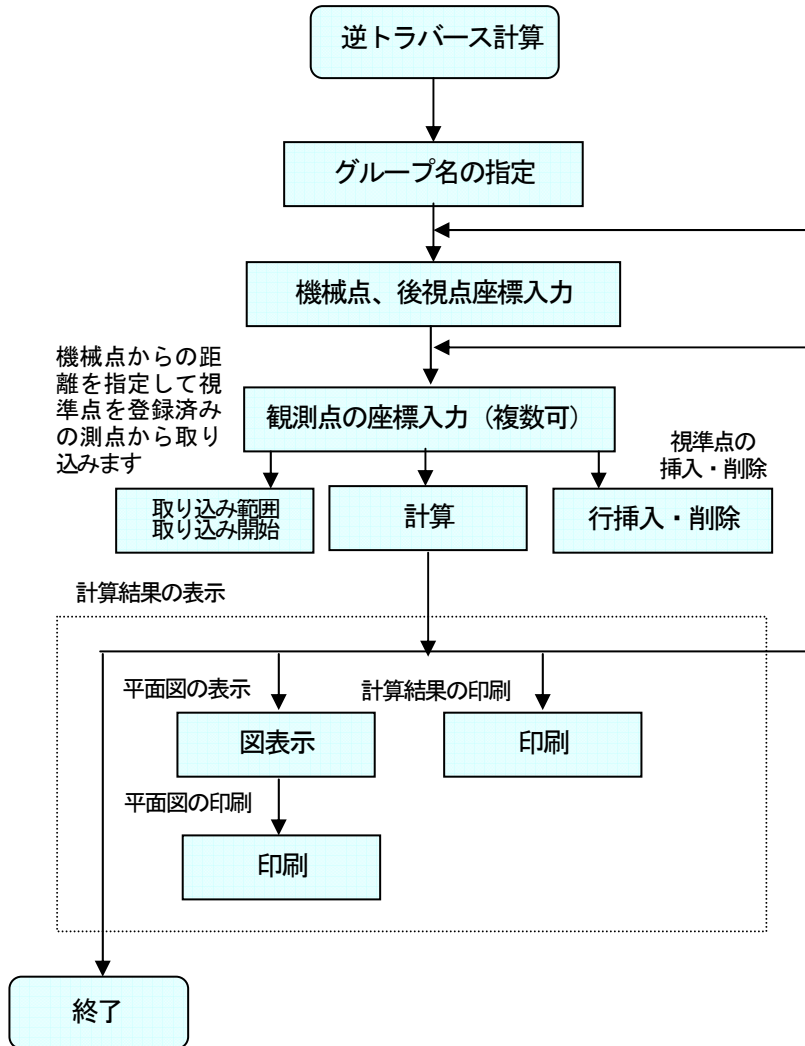 逆トラバース計算
グループ名の指定
機械点、後視点座標入力
機械点からの距
離を指定して視
準点を登録済み
の測点から取り
込みます
観測点の座標入力（複数可）
視準点の
挿入・削除
取り込み範囲
取り込み開始
計算
行挿入・削除
計算結果の表示
平面図の表示
計算結果の印刷
図表示
印刷
平面図の印刷
印刷
終了